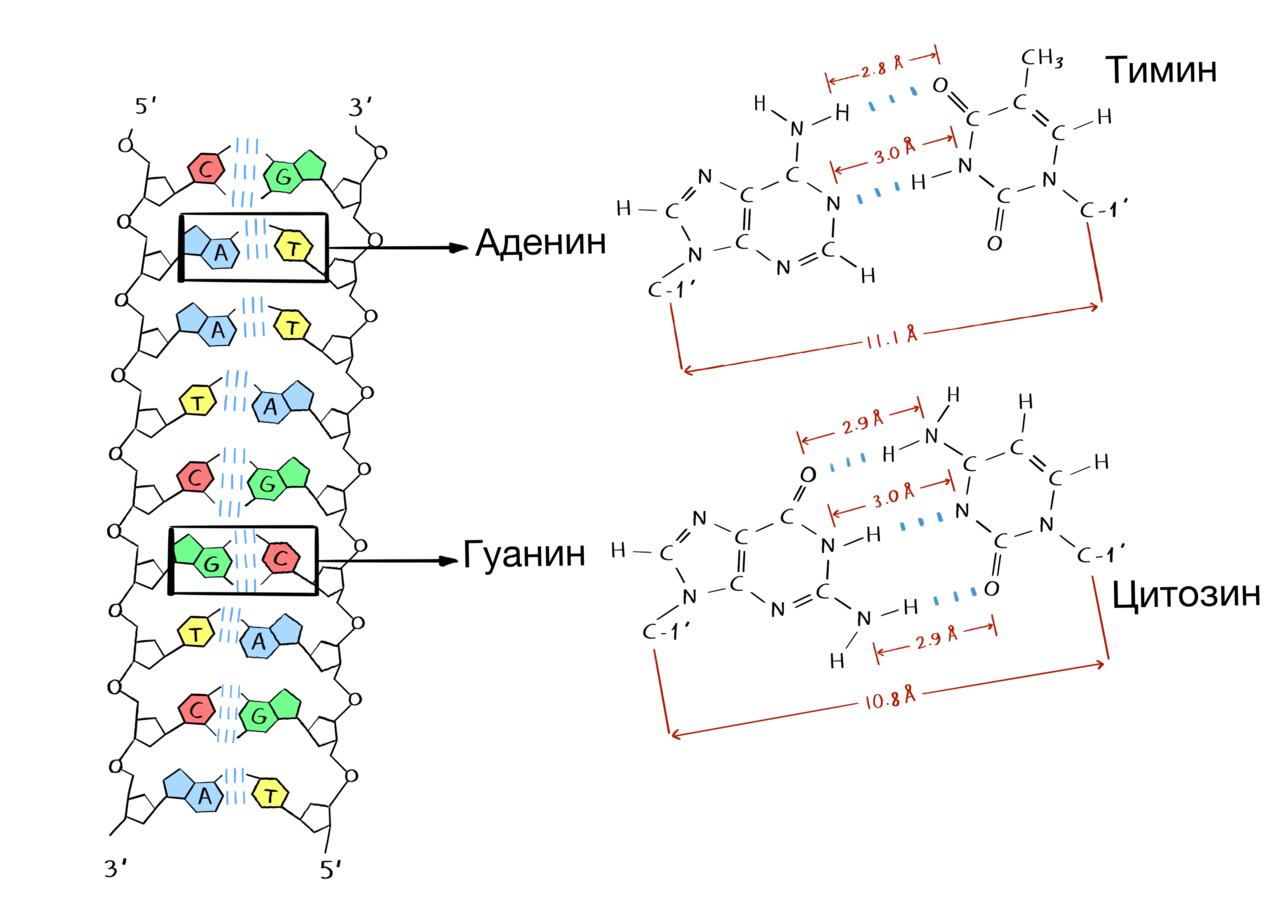 5' 3'
C G
A T
A T
T A
C G
G C
T A
C G
A T
3' 5'
Аденин
Гуанин
Тимин
2.8 Å
CH₃
H H O
N C C C H
3.0 Å
N C N H N
H C C N H C N
N C C O C-1'
N C H
C-1'
11.1 Å
Цитозин
2.9 Å
H H
O H N C C H
3.0 Å
N C C N H N C
H C C N H C N
N C C O C-1'
N C N H
C-1' H
2.9 Å
10.8 Å